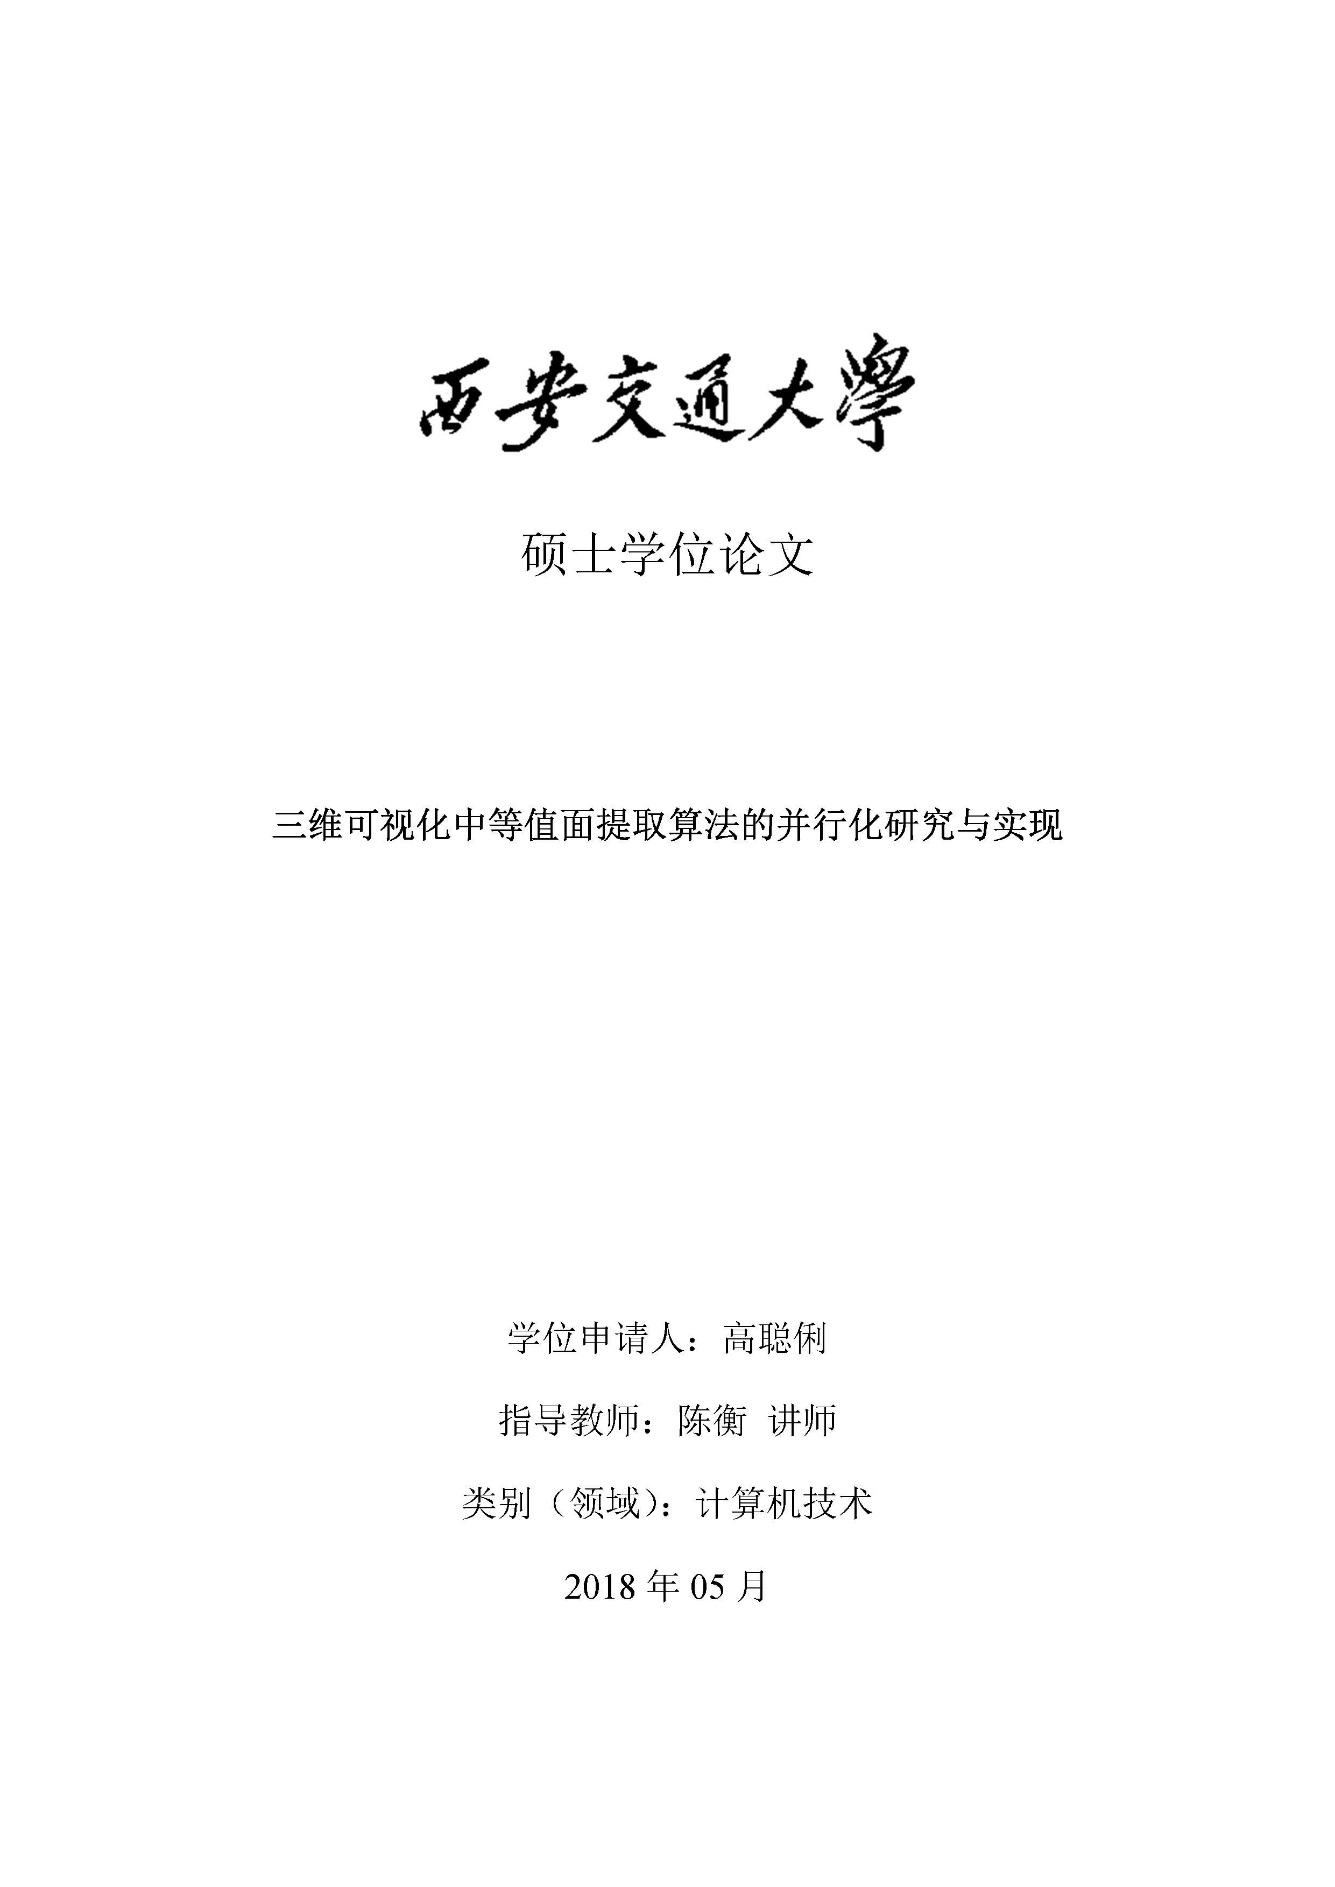 西安交通大學
硕士学位论文
三维可视化中等值面提取算法的并行化研究与实现
学位申请人：高聪俐
指导教师：陈衡 讲师
类别（领域）：计算机技术
2018 年 05 月